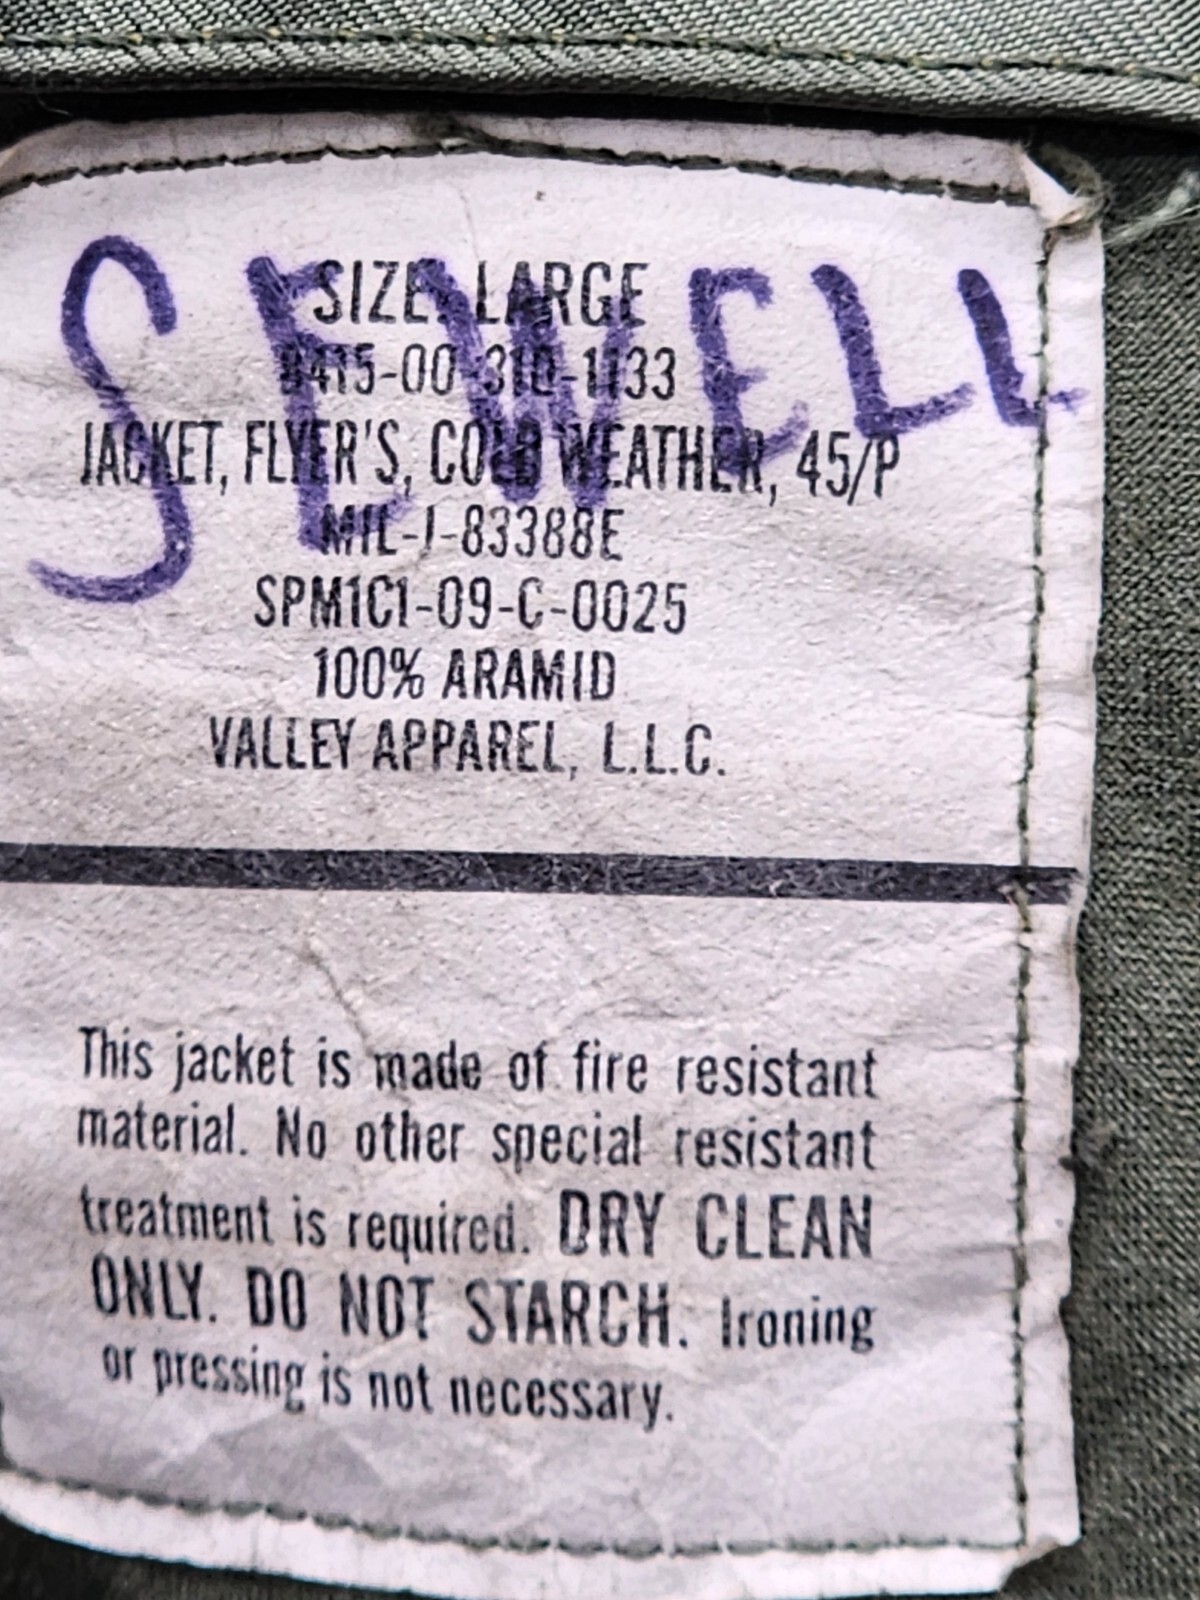 SEWELL
SIZE: LARGE
8415-00-310-1133
JACKET, FLYER'S, COLD WEATHER, 45/P
MIL-J-83388E
SPM1C1-09-C-0025
100% ARAMID
VALLEY APPAREL, L.L.C.
This jacket is made of fire resistant
material. No other special resistant
treatment is required. DRY CLEAN
ONLY. DO NOT STARCH. Ironing
or pressing is not necessary.